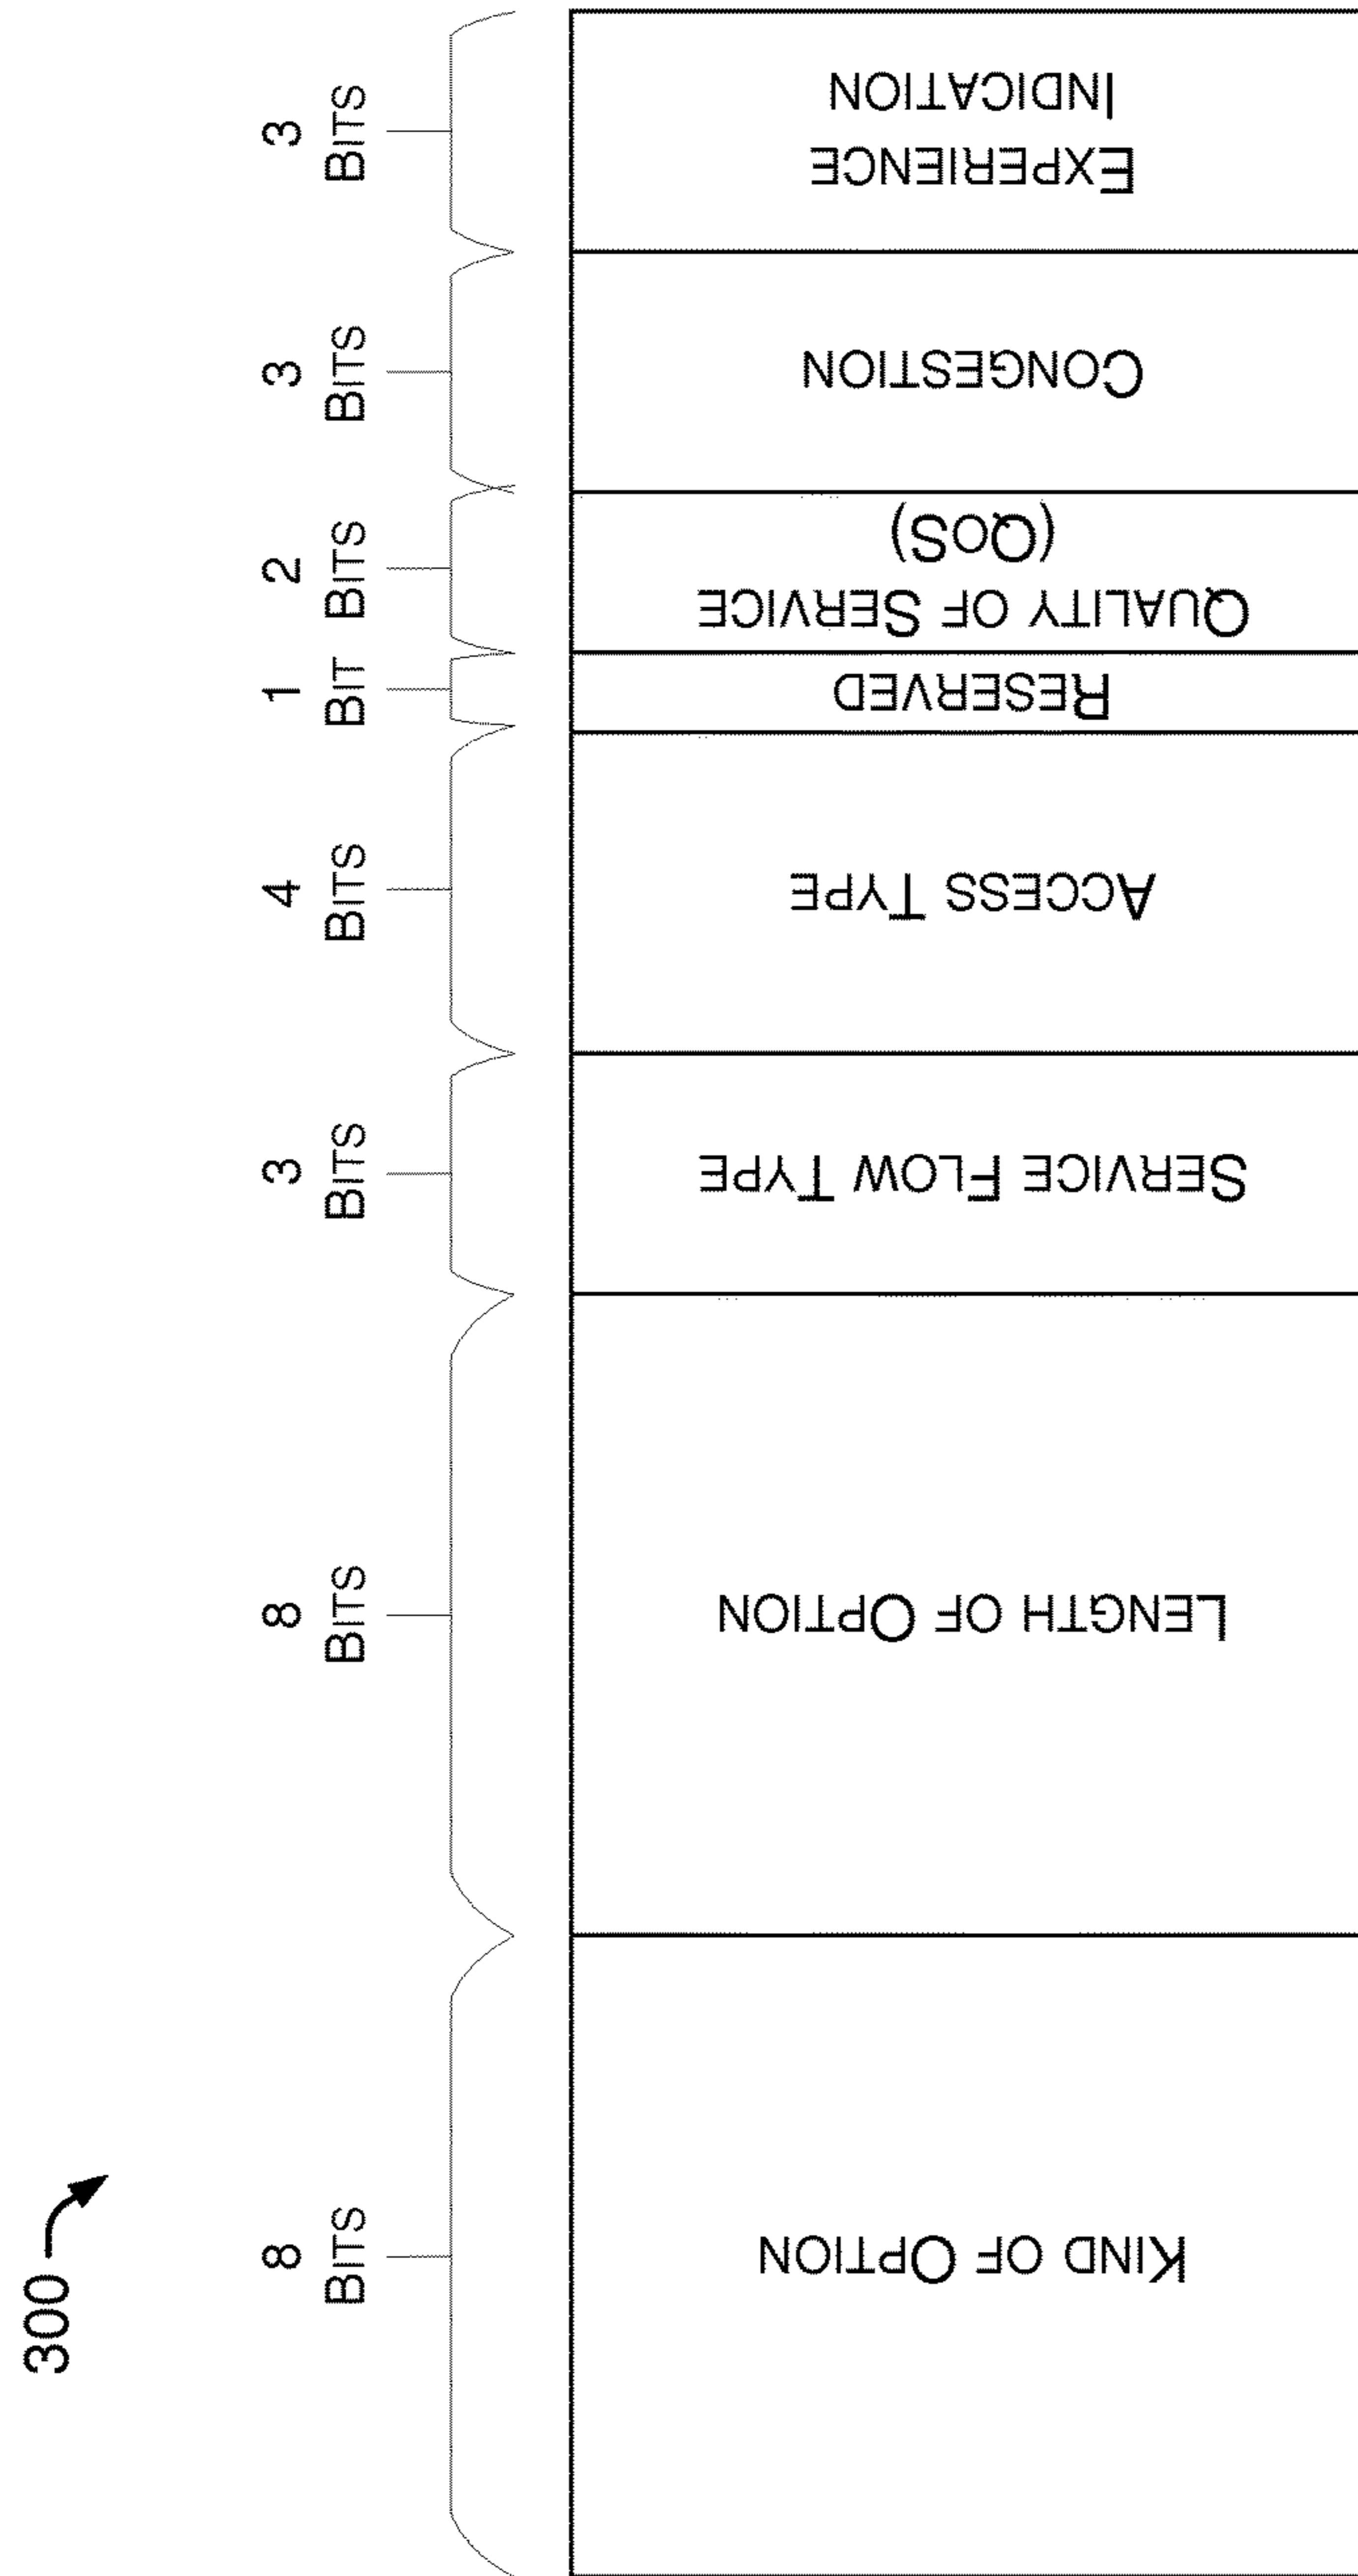 300
8
BITS
8
BITS
3
BITS
4
BITS
1
BIT
2
BITS
3
BITS
3
BITS
KIND OF OPTION
LENGTH OF OPTION
SERVICE FLOW TYPE
ACCESS TYPE
RESERVED
QUALITY OF SERVICE
(QOS)
CONGESTION
EXPERIENCE
INDICATION